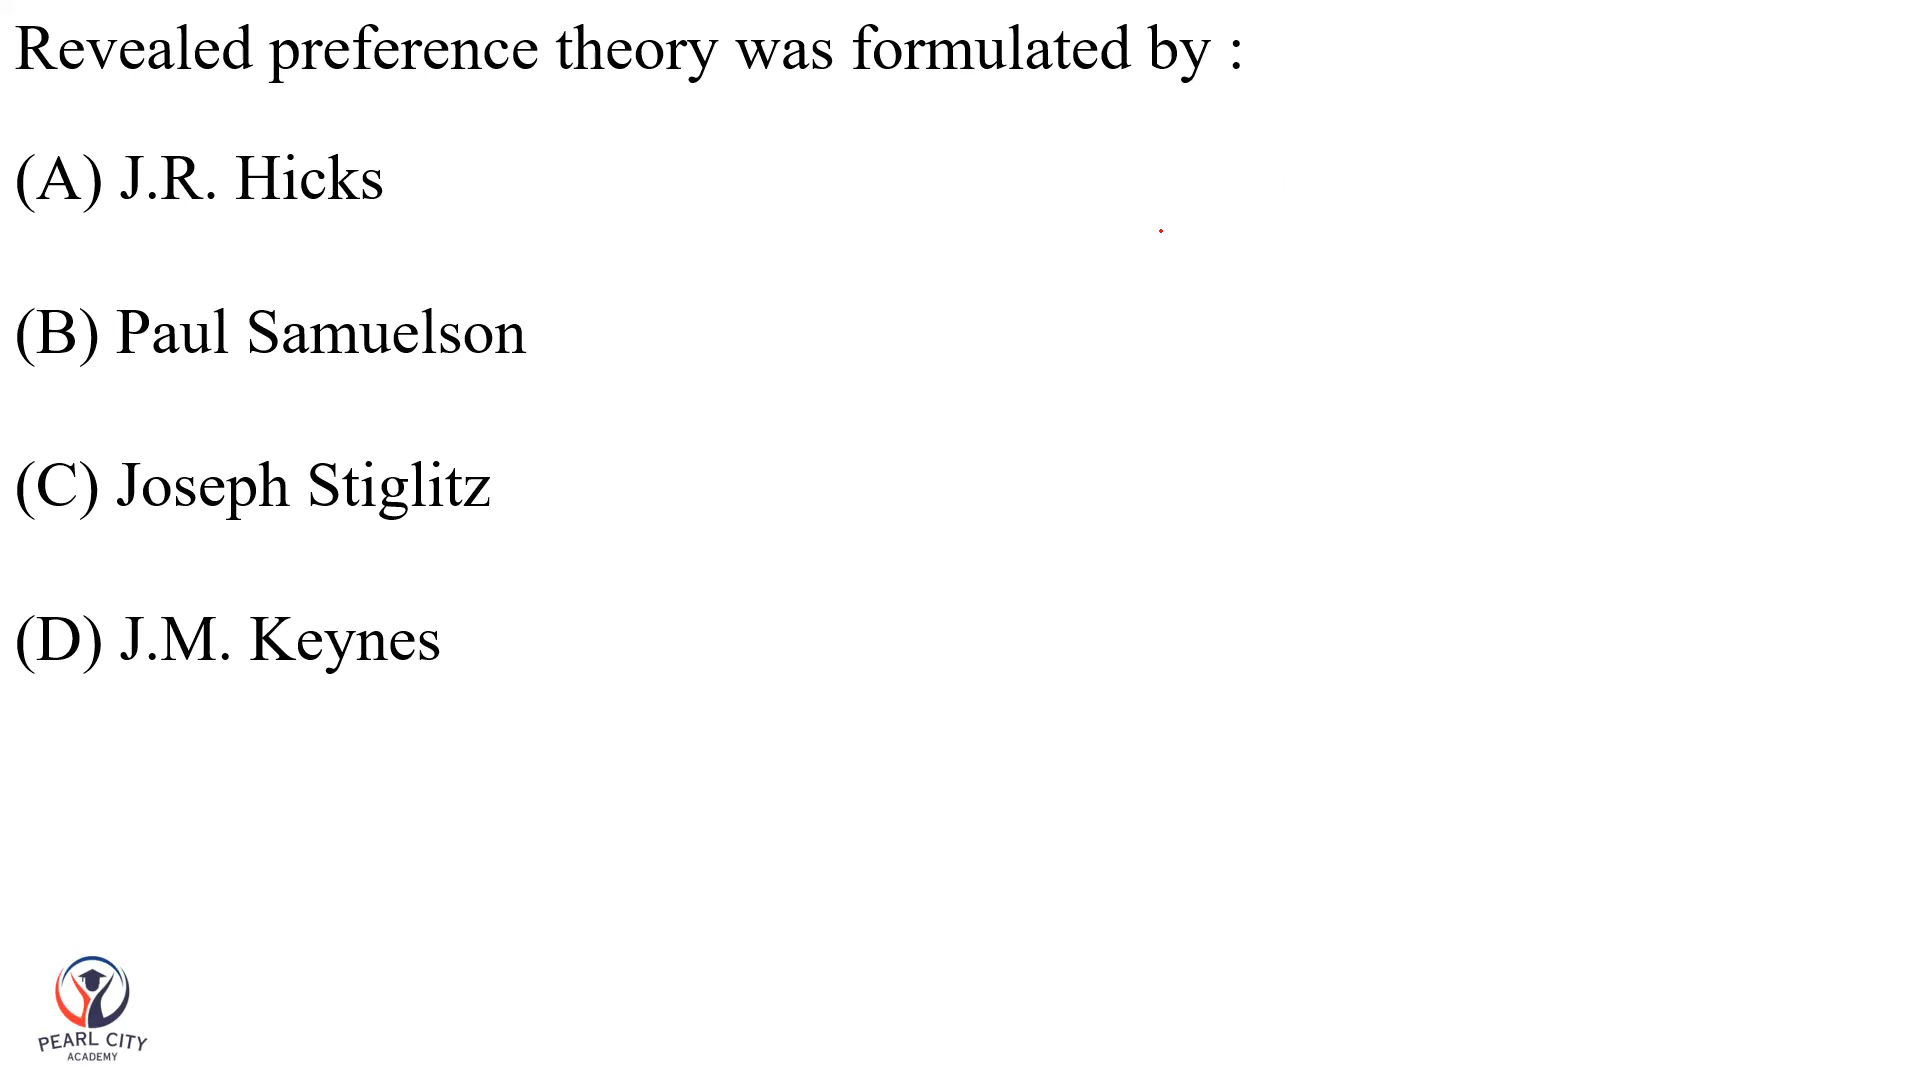 Revealed preference theory was formulated by :
(A) J.R. Hicks
(B) Paul Samuelson
(C) Joseph Stiglitz
(D) J.M. Keynes
PEARL CITY
ACADEMY